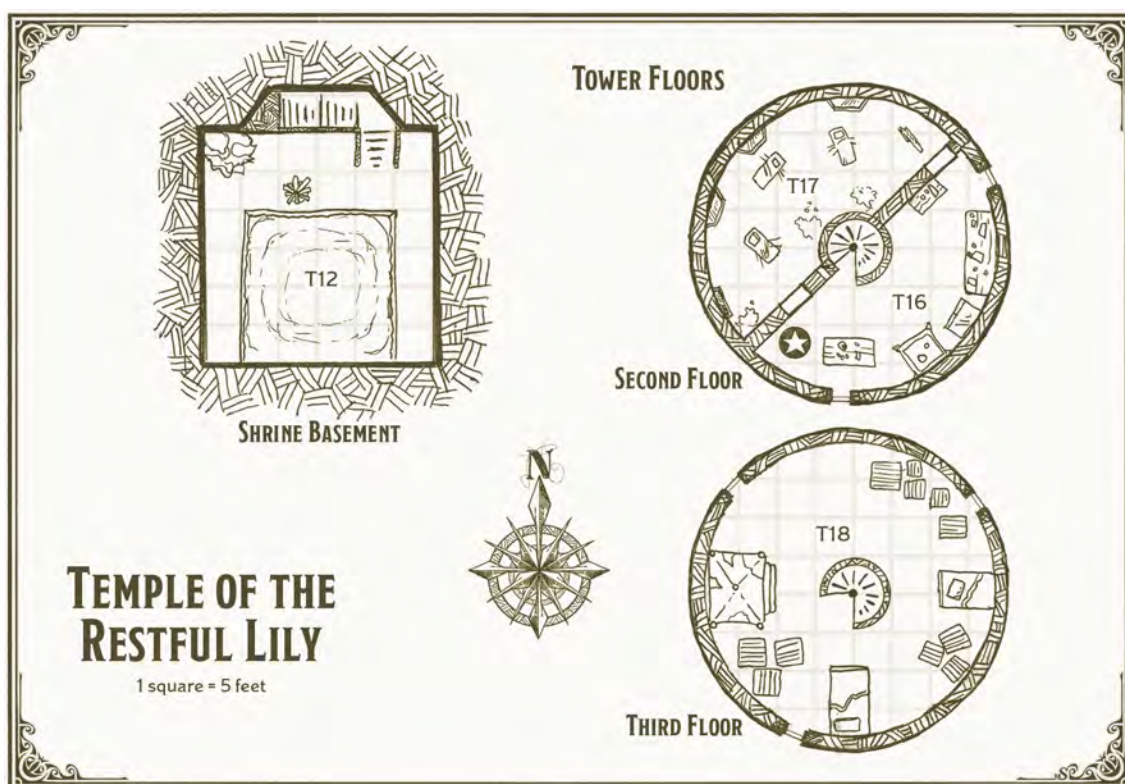 TOWER FLOORS
T17
T12
T16
SECOND FLOOR
SHRINE BASEMENT
N
T18
TEMPLE OF THE
RESTFUL LILY
1 square = 5 feet
THIRD FLOOR